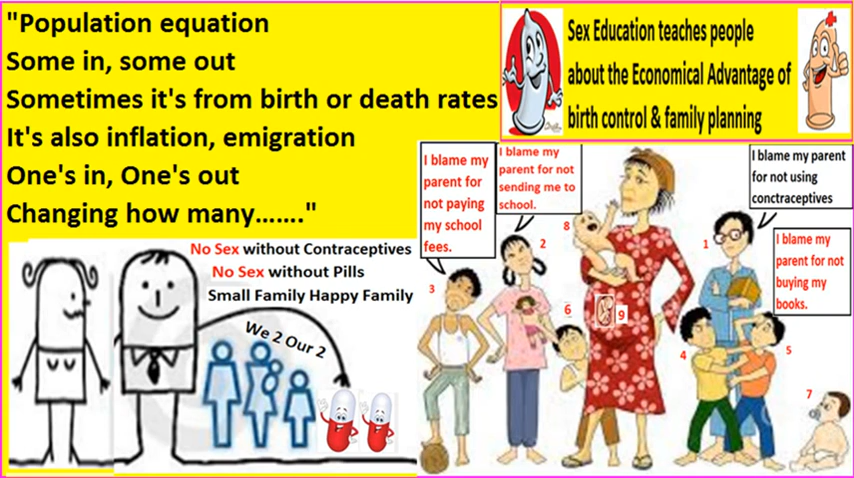 "Population equation
Some in, some out
Sometimes it's from birth or death rates
It's also inflation, emigration
One's in, One's out
Changing how many......."
Sex Education teaches people
about the Economical Advantage of
birth control & family planning
No Sex without Contraceptives
No Sex without Pills
Small Family Happy Family
We 2 Our 2
I blame my
parent for
not paying
my school
fees.
I blame my
parent for not
sending me to
school.
I blame my parent
for not using
conctraceptives
I blame my
parent for not
buying my
books.
8
2
1
3
6
9
4
5
7